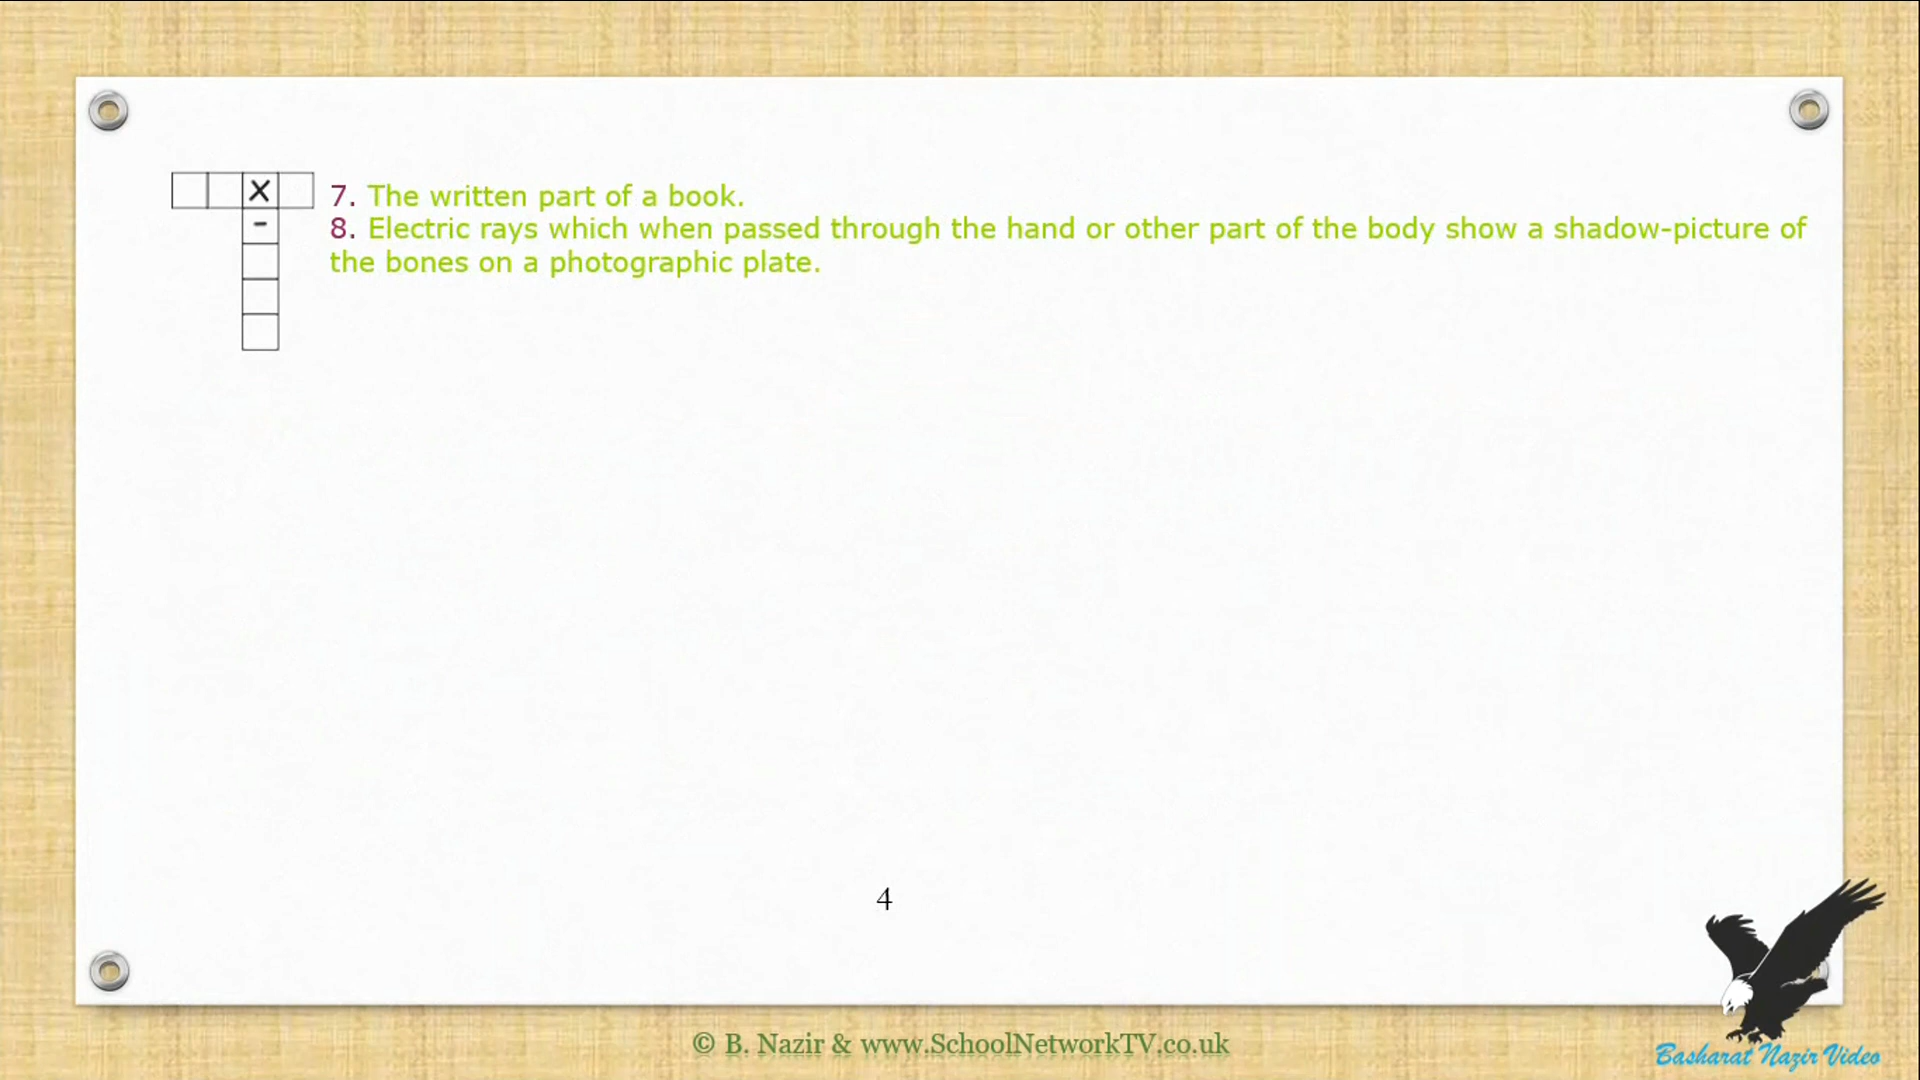 X
7. The written part of a book.
-
8. Electric rays which when passed through the hand or other part of the body show a shadow-picture of
the bones on a photographic plate.
4
© B. Nazir & www.SchoolNetworkTV.co.uk
Basharat Nazir Video